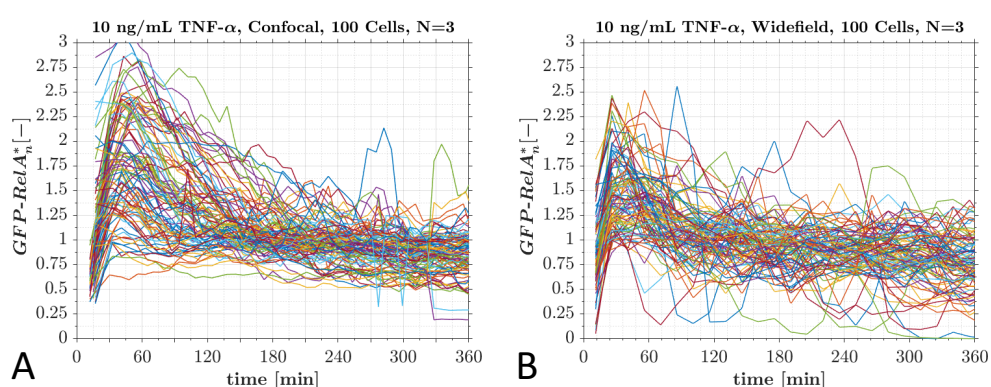 10 ng/mL TNF-α, Confocal, 100 Cells, N=3
3
2.75
2.5
2.25
2
1.75
1.5
1.25
1
0.75
0.5
0.25
0
GFP-RelA*n[−]
0 60 120 180 240 300 360
time [min]
A
10 ng/mL TNF-α, Widefield, 100 Cells, N=3
3
2.75
2.5
2.25
2
1.75
1.5
1.25
1
0.75
0.5
0.25
0
GFP-RelA*n[−]
0 60 120 180 240 300 360
time [min]
B